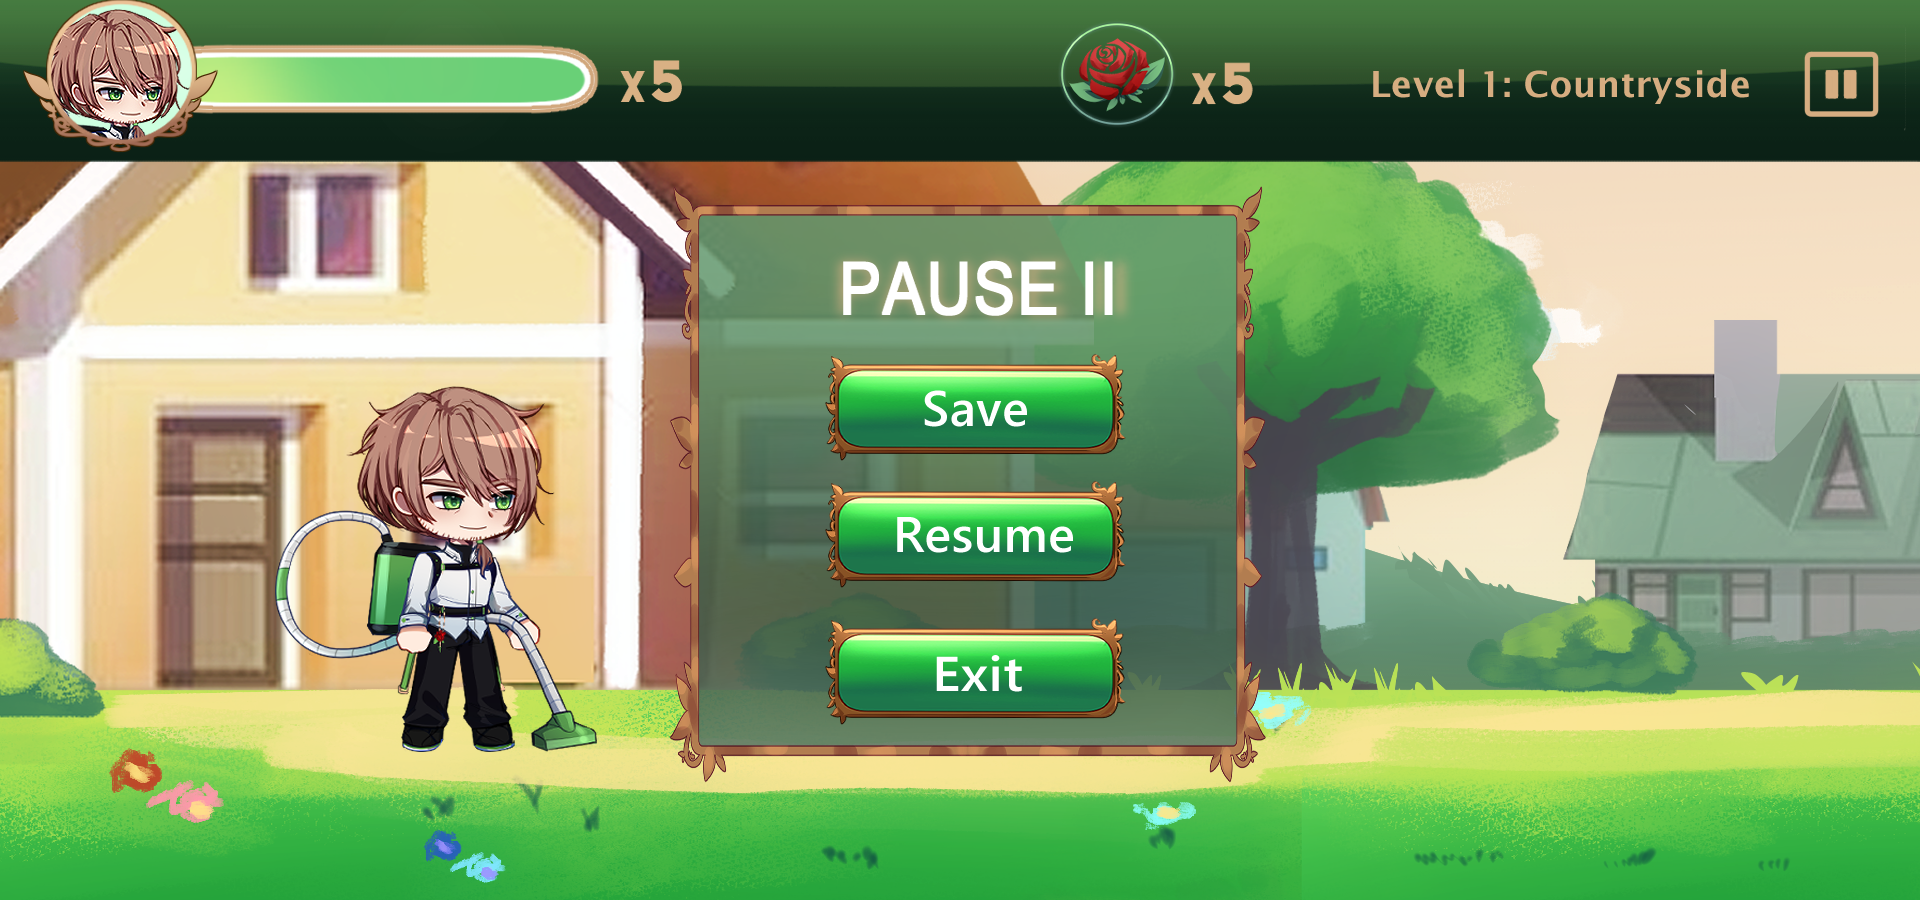 x5
x5
Level 1: Countryside
PAUSE II
Save
Resume
Exit